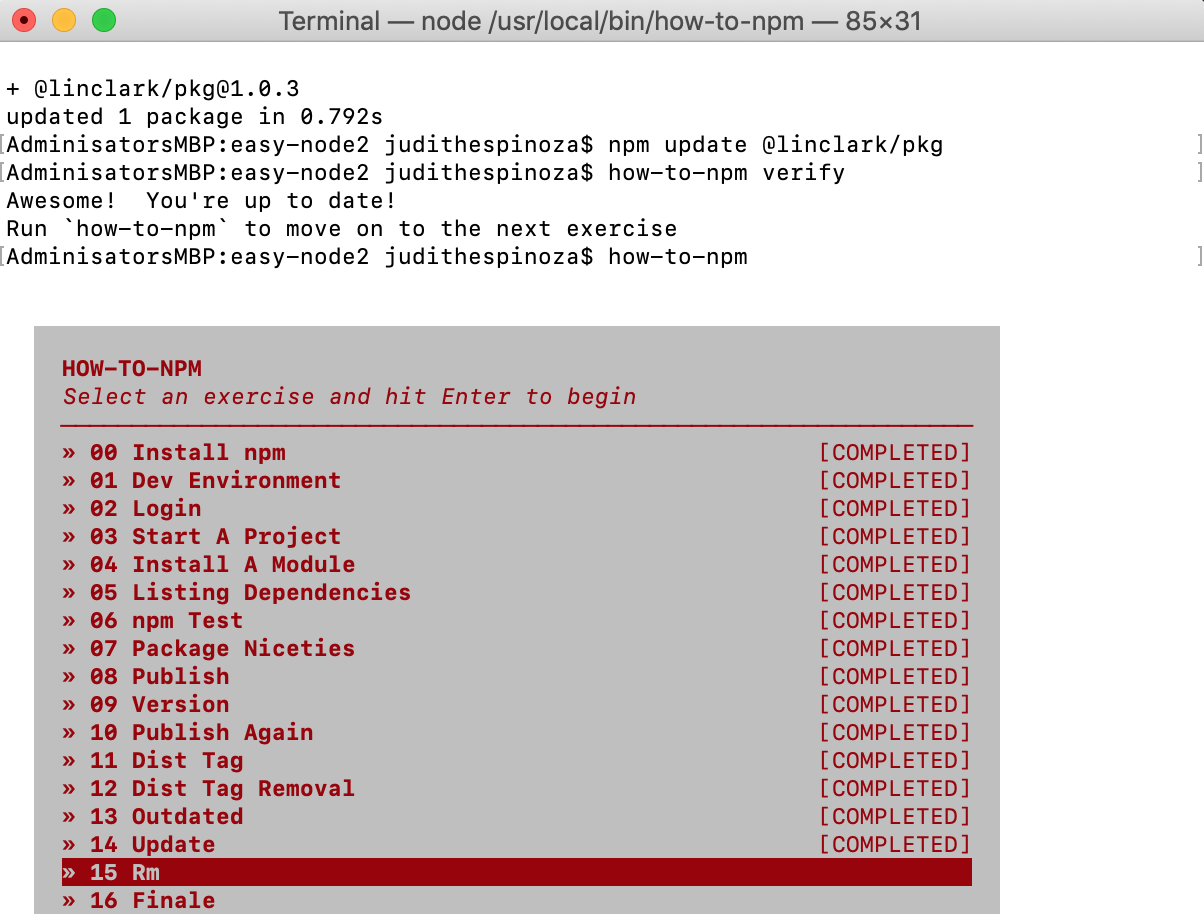 Terminal — node /usr/local/bin/how-to-npm — 85×31
+ @linclark/pkg@1.0.3
updated 1 package in 0.792s
[AdminisatorsMBP:easy-node2 judithespinoza$ npm update @linclark/pkg ]
[AdminisatorsMBP:easy-node2 judithespinoza$ how-to-npm verify ]
Awesome!  You're up to date!
Run `how-to-npm` to move on to the next exercise
[AdminisatorsMBP:easy-node2 judithespinoza$ how-to-npm ]
HOW-TO-NPM
Select an exercise and hit Enter to begin
» 00 Install npm [COMPLETED]
» 01 Dev Environment [COMPLETED]
» 02 Login [COMPLETED]
» 03 Start A Project [COMPLETED]
» 04 Install A Module [COMPLETED]
» 05 Listing Dependencies [COMPLETED]
» 06 npm Test [COMPLETED]
» 07 Package Niceties [COMPLETED]
» 08 Publish [COMPLETED]
» 09 Version [COMPLETED]
» 10 Publish Again [COMPLETED]
» 11 Dist Tag [COMPLETED]
» 12 Dist Tag Removal [COMPLETED]
» 13 Outdated [COMPLETED]
» 14 Update [COMPLETED]
» 15 Rm
» 16 Finale